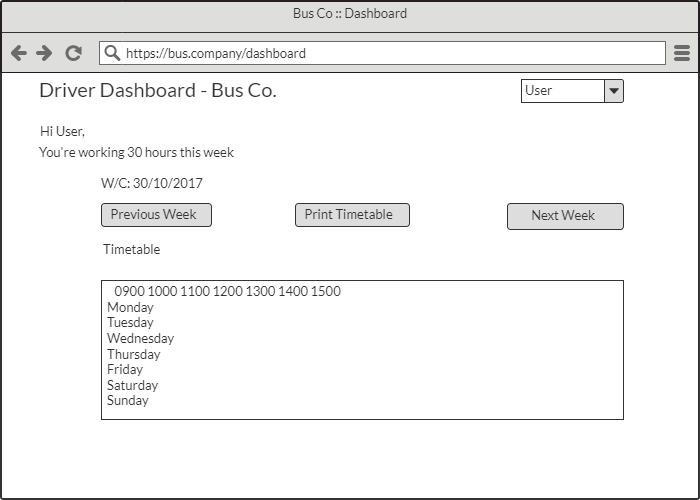 Bus Co :: Dashboard
https://bus.company/dashboard
Driver Dashboard - Bus Co.
User
Hi User,
You're working 30 hours this week
W/C: 30/10/2017
Previous Week
Print Timetable
Next Week
Timetable
0900 1000 1100 1200 1300 1400 1500
Monday
Tuesday
Wednesday
Thursday
Friday
Saturday
Sunday